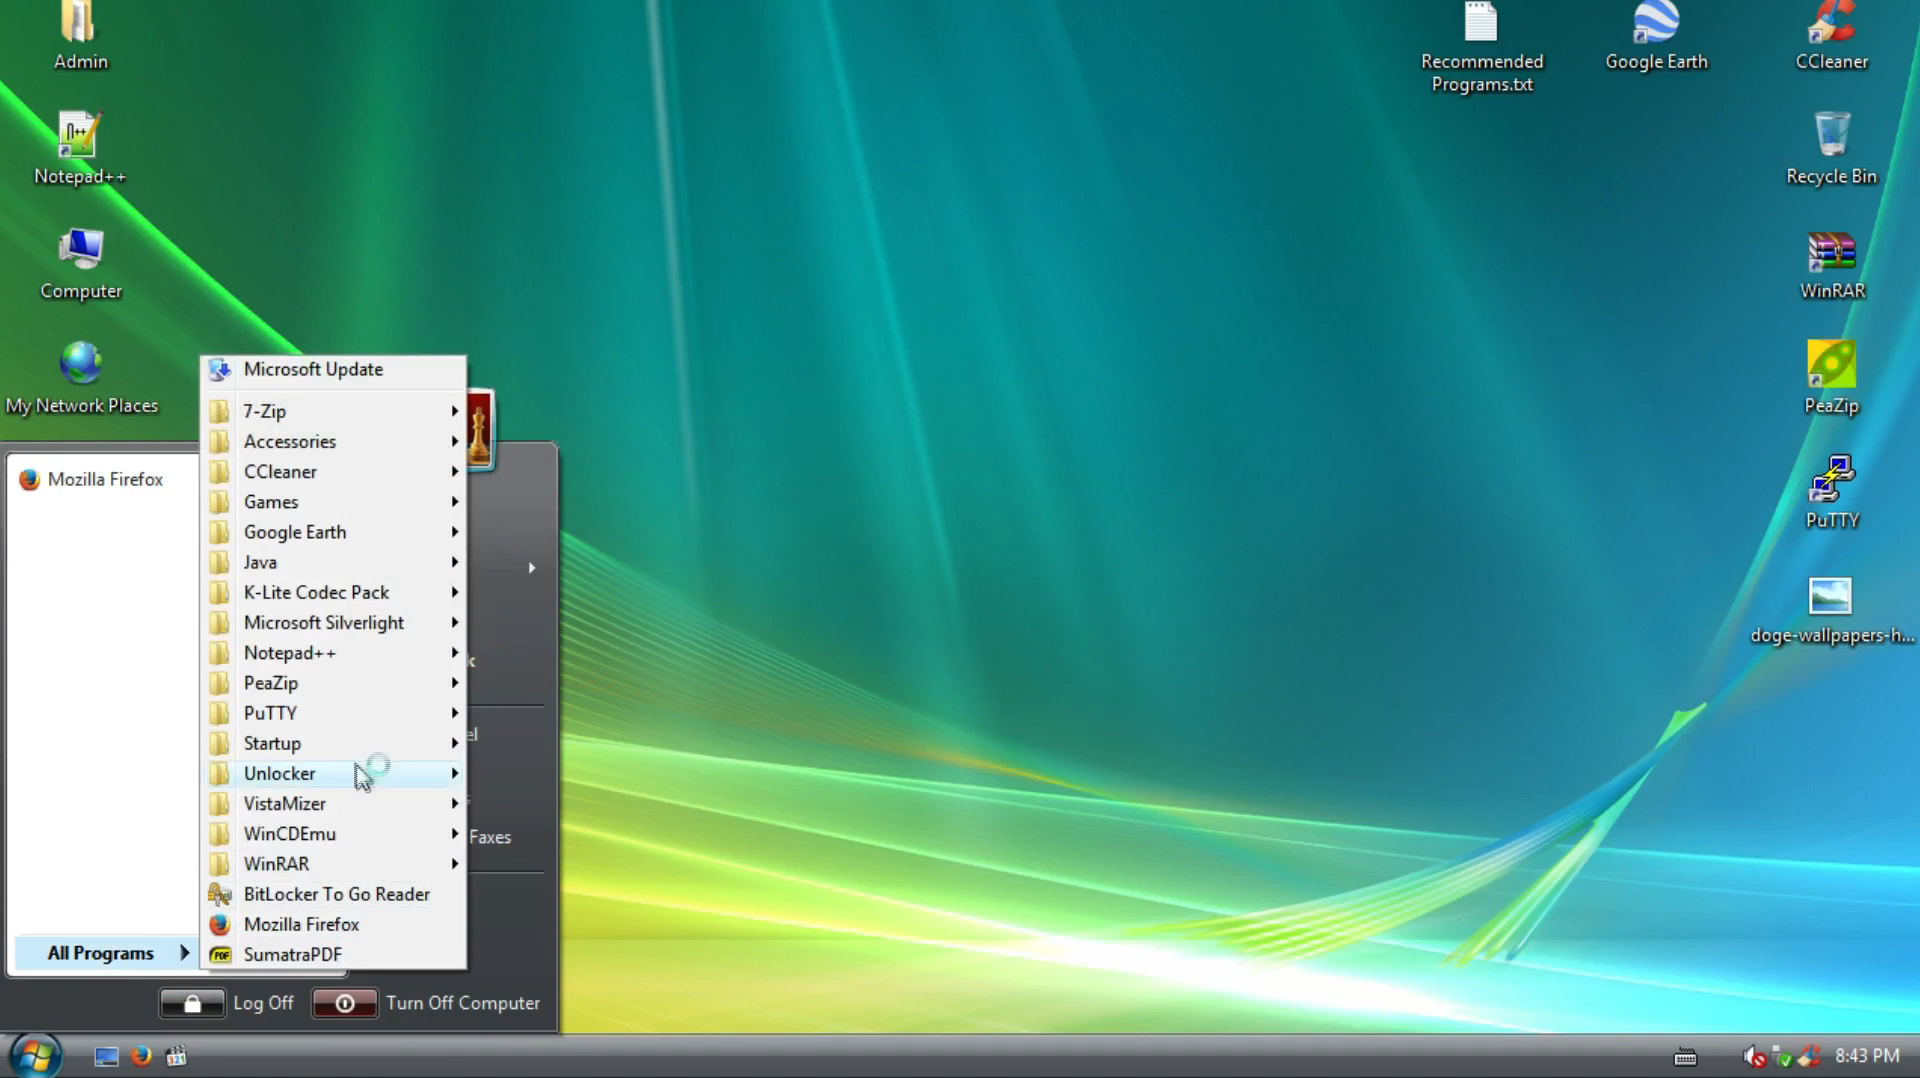 Admin
Notepad++
Computer
My Network Places
Recommended
Programs.txt
Google Earth
CCleaner
Recycle Bin
WinRAR
PeaZip
PuTTY
doge-wallpapers-h...
Mozilla Firefox
All Programs
Microsoft Update
7-Zip
Accessories
CCleaner
Games
Google Earth
Java
K-Lite Codec Pack
Microsoft Silverlight
Notepad++
PeaZip
PuTTY
Startup
Unlocker
VistaMizer
WinCDEmu
WinRAR
BitLocker To Go Reader
Mozilla Firefox
SumatraPDF
Faxes
Log Off
Turn Off Computer
321
8:43 PM